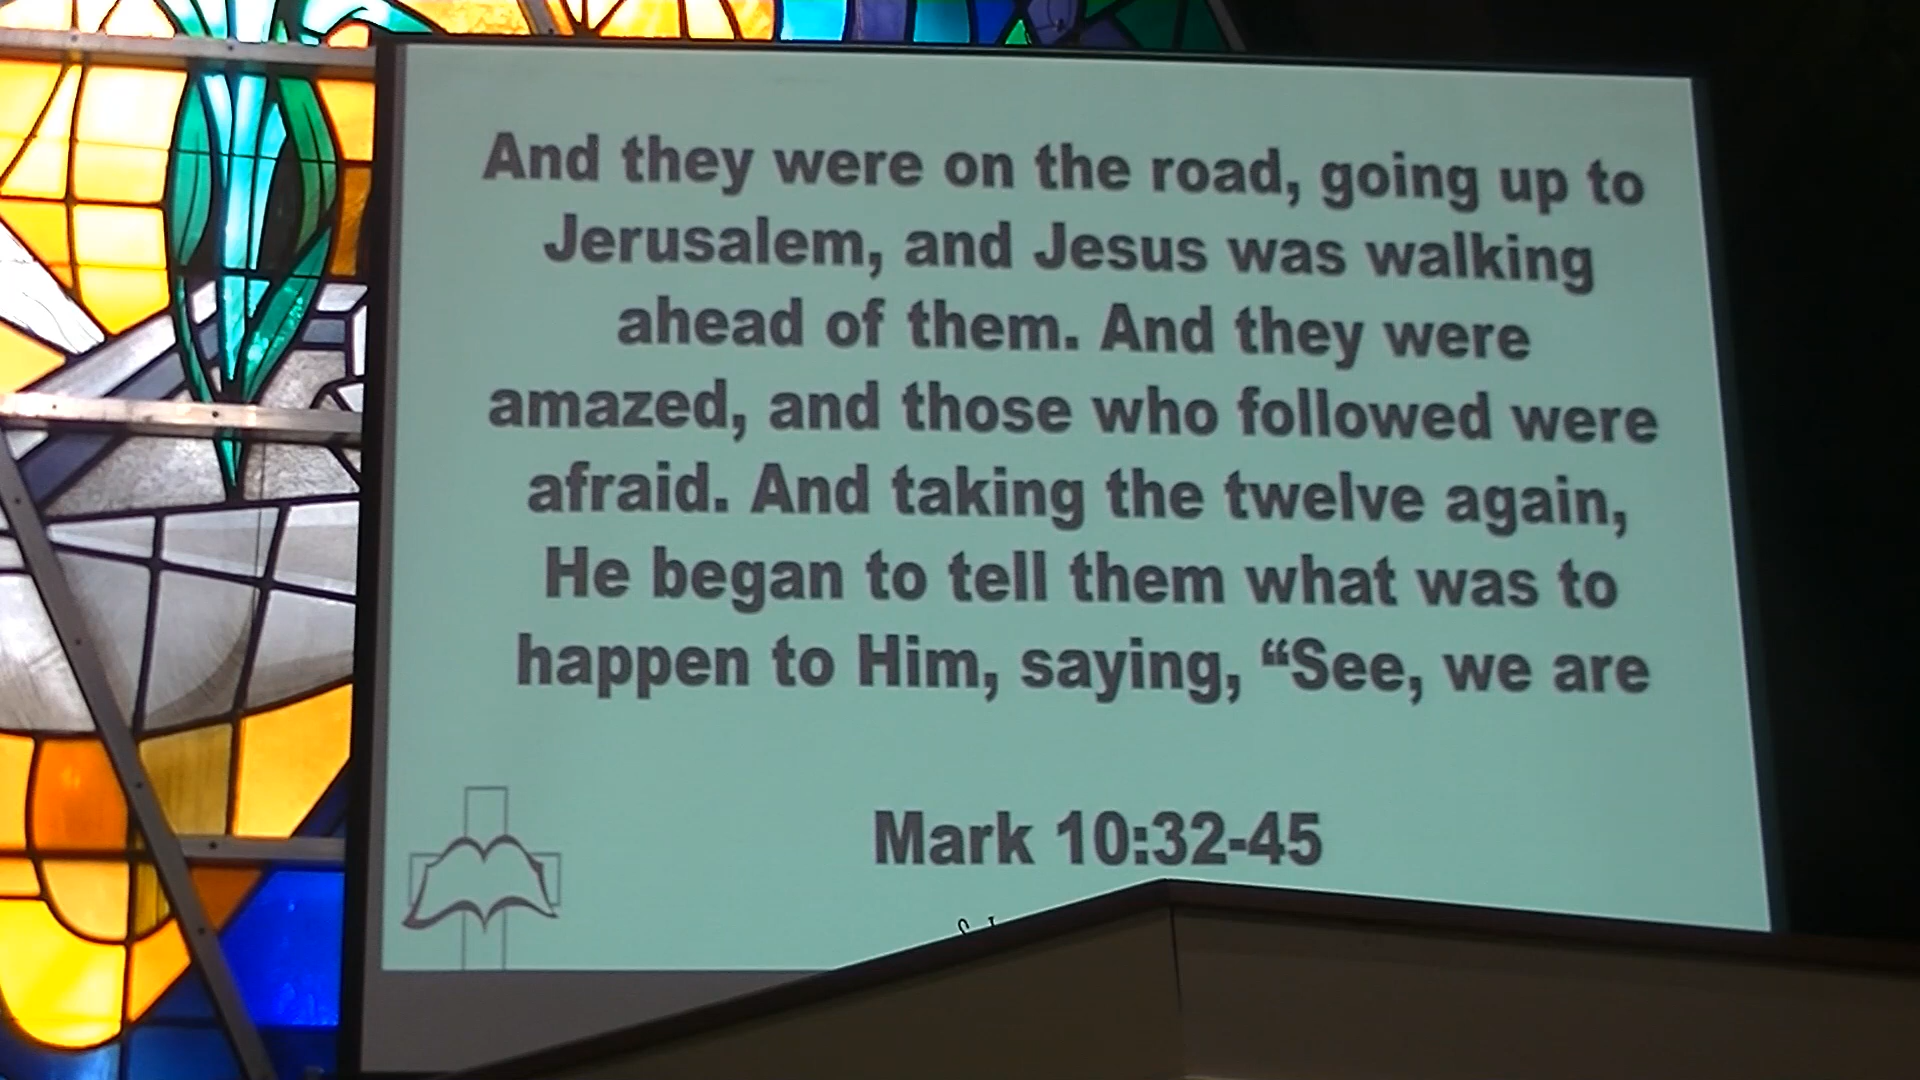 And they were on the road, going up to
Jerusalem, and Jesus was walking
ahead of them. And they were
amazed, and those who followed were
afraid. And taking the twelve again,
He began to tell them what was to
happen to Him, saying, “See, we are
Mark 10:32-45